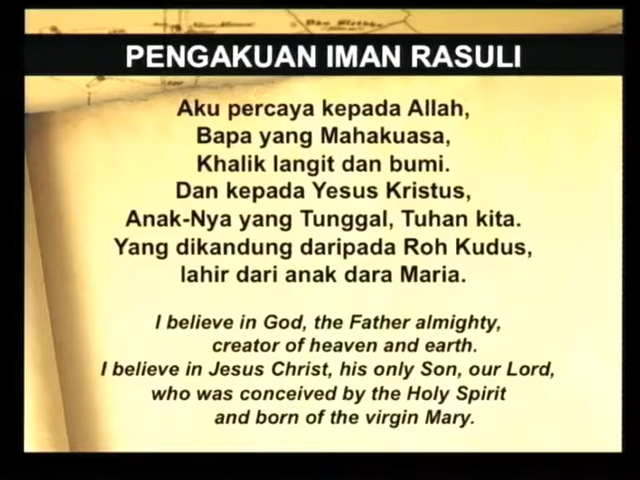 PENGAKUAN IMAN RASULI
Aku percaya kepada Allah,
Bapa yang Mahakuasa,
Khalik langit dan bumi.
Dan kepada Yesus Kristus,
Anak-Nya yang Tunggal, Tuhan kita.
Yang dikandung daripada Roh Kudus,
lahir dari anak dara Maria.
I believe in God, the Father almighty,
creator of heaven and earth.
I believe in Jesus Christ, his only Son, our Lord,
who was conceived by the Holy Spirit
and born of the virgin Mary.